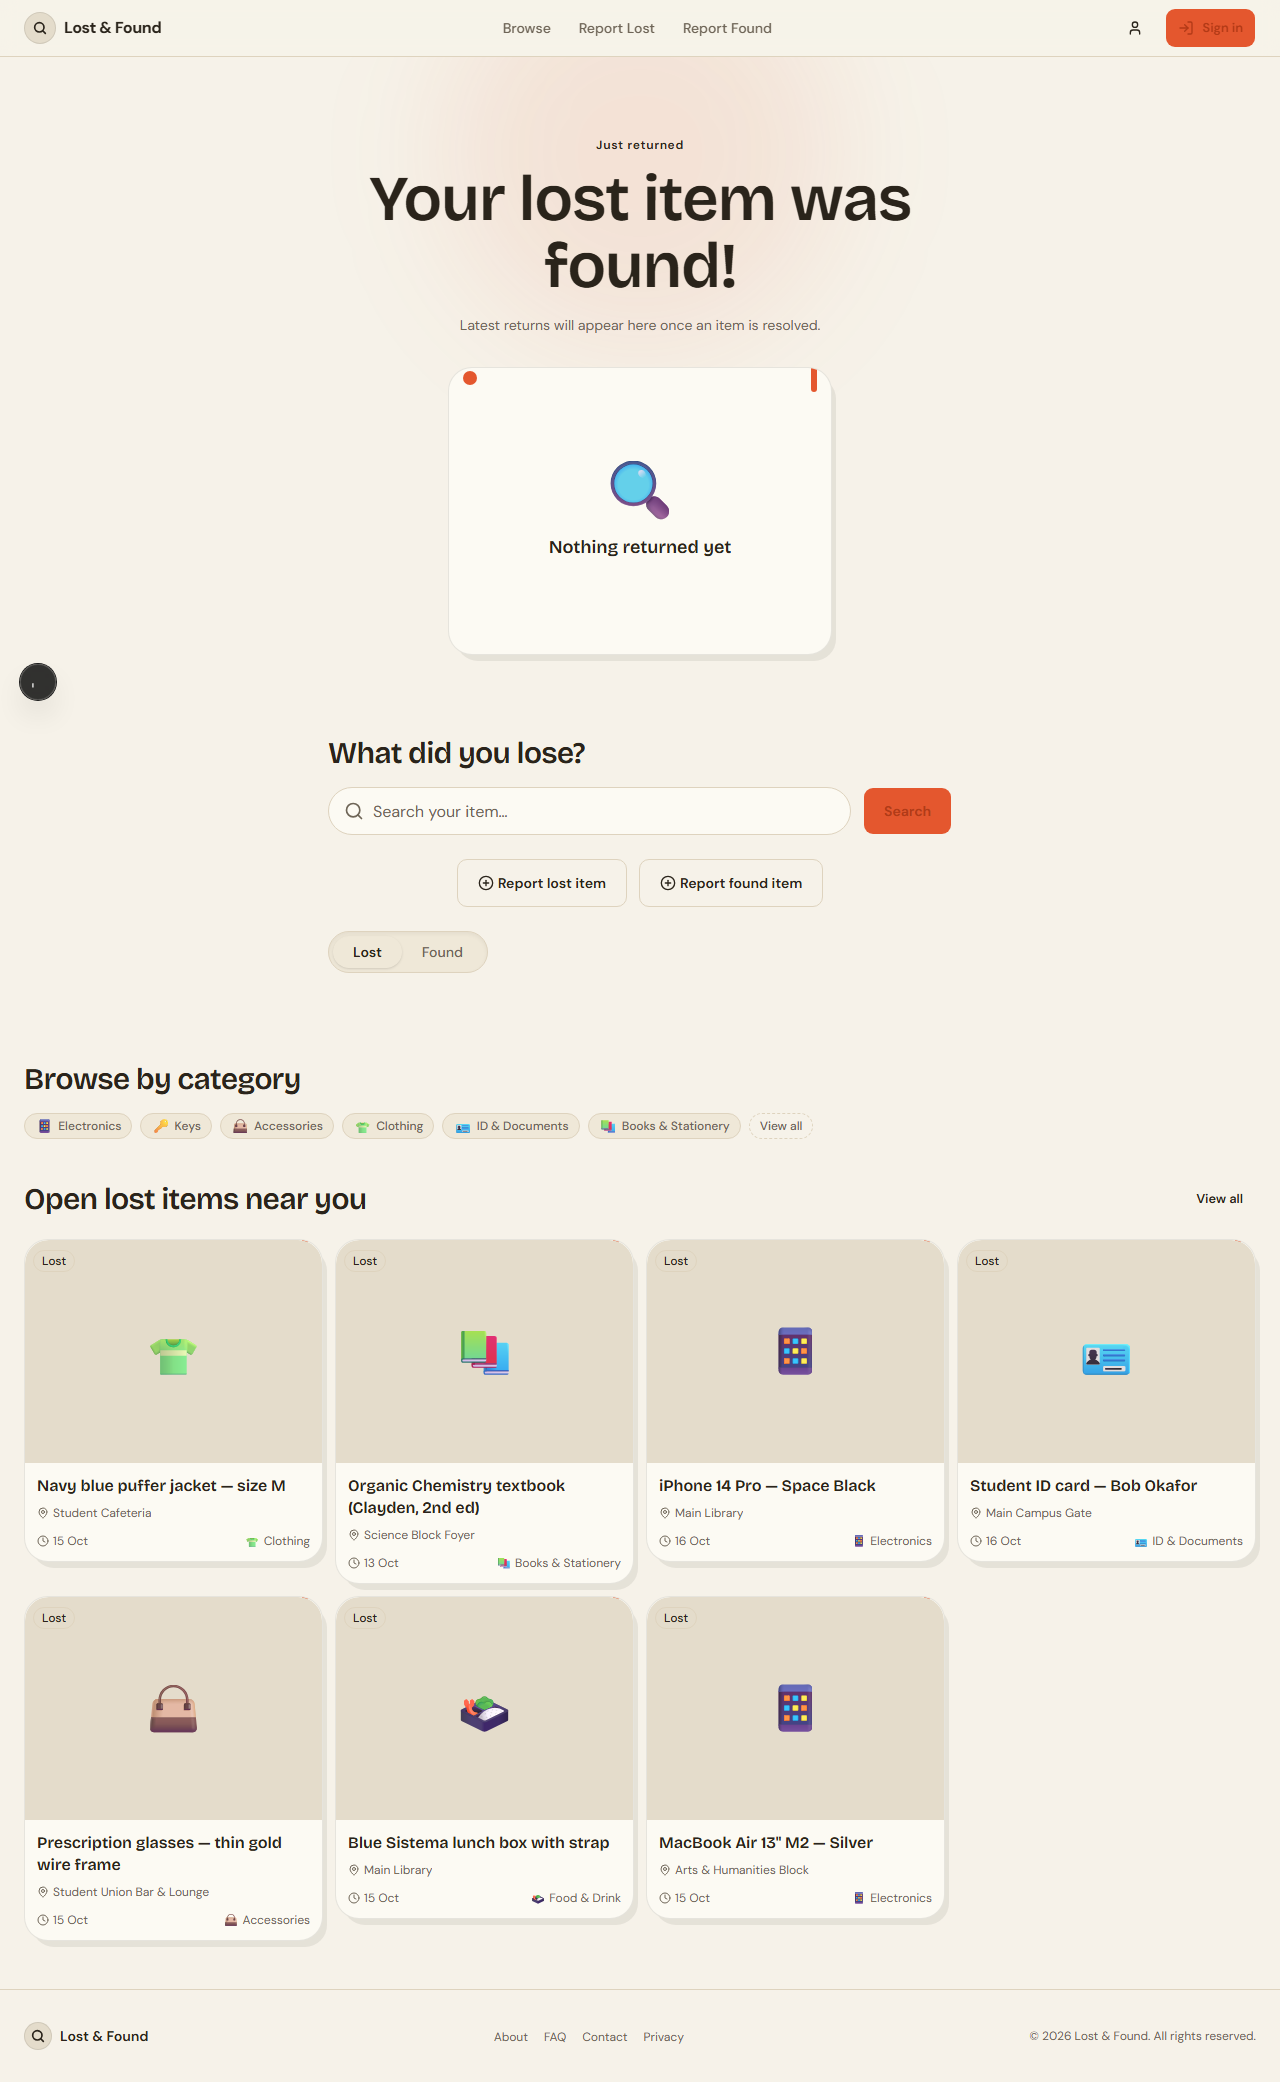 Lost & Found
Browse
Report Lost
Report Found
Sign in
Just returned
Your lost item was
found!
Latest returns will appear here once an item is resolved.
Nothing returned yet
What did you lose?
Search your item...
Search
Report lost item
Report found item
Lost
Found
Browse by category
Electronics
Keys
Accessories
Clothing
ID & Documents
Books & Stationery
View all
Open lost items near you
View all
Lost
Navy blue puffer jacket — size M
Student Cafeteria
15 Oct
Clothing
Lost
Organic Chemistry textbook
(Clayden, 2nd ed)
Science Block Foyer
13 Oct
Books & Stationery
Lost
iPhone 14 Pro — Space Black
Main Library
16 Oct
Electronics
Lost
Student ID card — Bob Okafor
Main Campus Gate
16 Oct
ID & Documents
Lost
Prescription glasses — thin gold
wire frame
Student Union Bar & Lounge
15 Oct
Accessories
Lost
Blue Sistema lunch box with strap
Main Library
15 Oct
Food & Drink
Lost
MacBook Air 13" M2 — Silver
Arts & Humanities Block
15 Oct
Electronics
Lost & Found
About
FAQ
Contact
Privacy
© 2026 Lost & Found. All rights reserved.